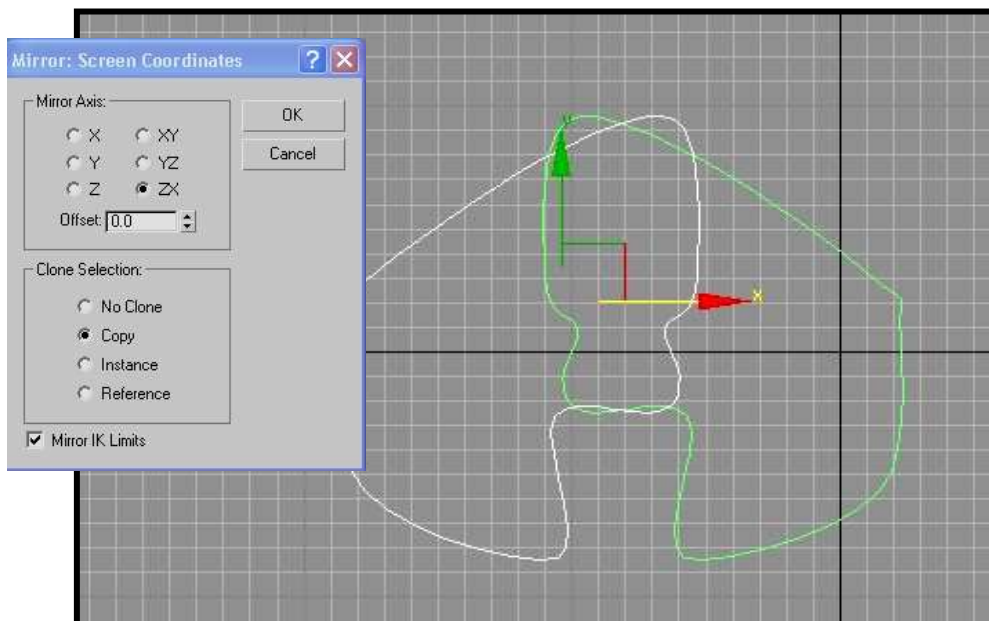 Mirror: Screen Coordinates
Mirror Axis:
X XY
Y YZ
Z ZX
Offset: 0.0
OK
Cancel
Clone Selection:
No Clone
Copy
Instance
Reference
Mirror IK Limits
y
x